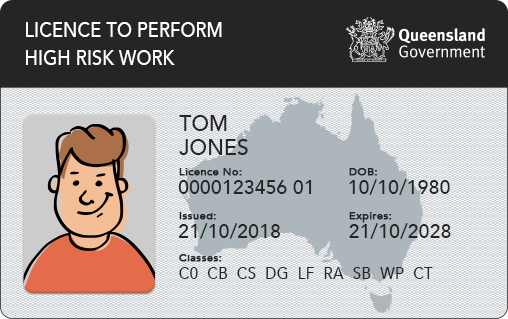 LICENCE TO PERFORM
HIGH RISK WORK
Queensland
Government
TOM
JONES
Licence No: DOB:
0000123456 01 10/10/1980
Issued: Expires:
21/10/2018 21/10/2028
Classes:
C0 CB CS DG LF RA SB WP CT